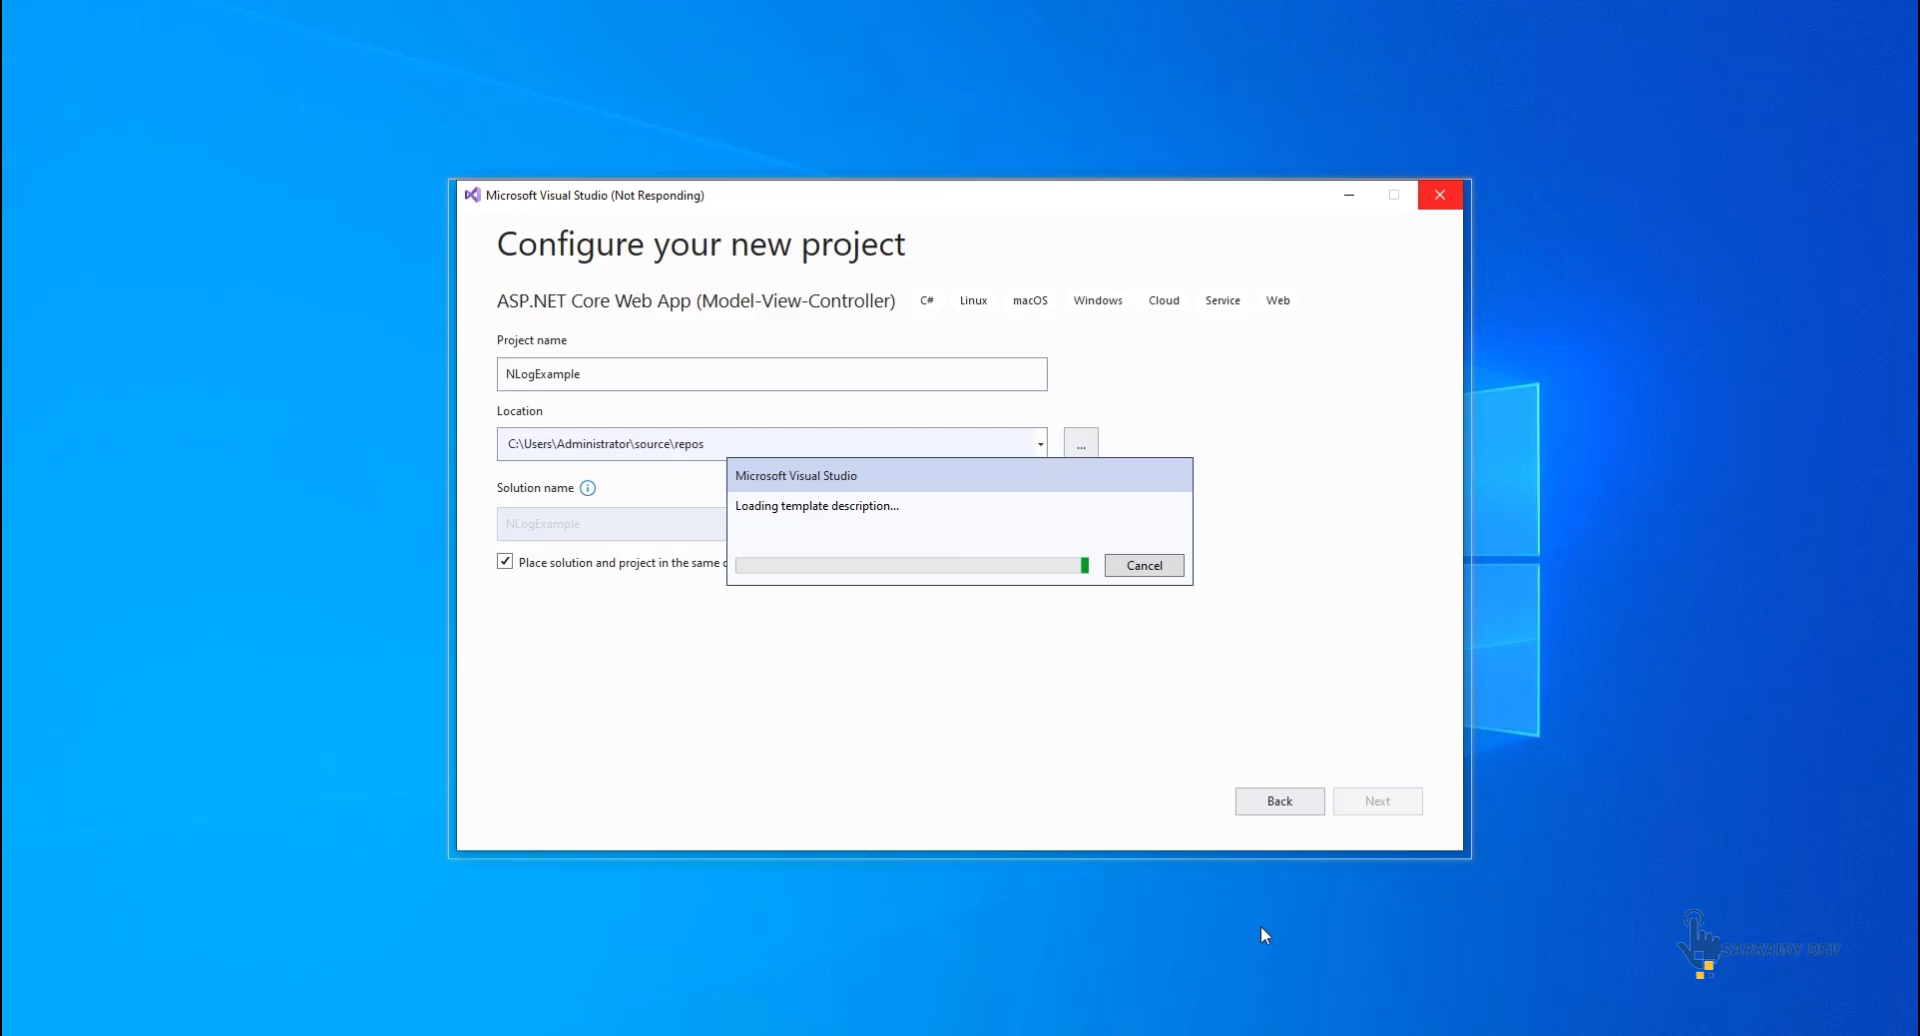 Microsoft Visual Studio (Not Responding)
Configure your new project
ASP.NET Core Web App (Model-View-Controller) C# Linux macOS Windows Cloud Service Web
Project name
NLogExample
Location
C:\Users\Administrator\source\repos
...
Solution name
NLogExample
Place solution and project in the same
Microsoft Visual Studio
Loading template description...
Cancel
Back Next
SARRAWY DEV